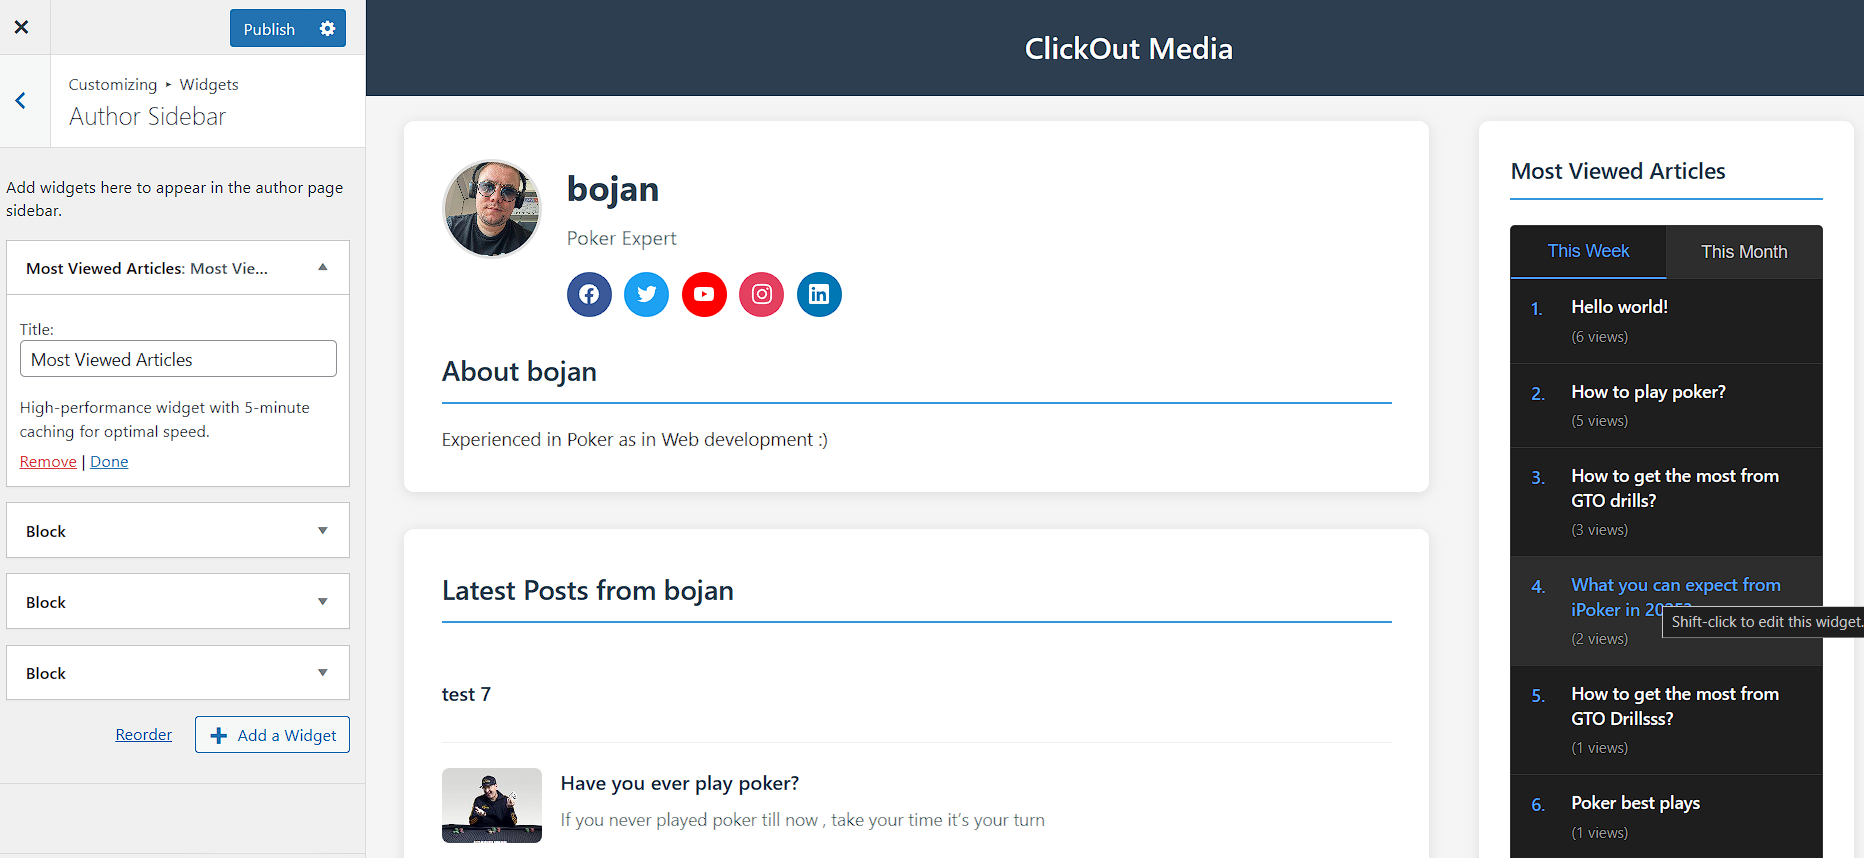 Publish
Customizing ▸ Widgets
Author Sidebar
Add widgets here to appear in the author page
sidebar.
Most Viewed Articles: Most Vie...
Title:
Most Viewed Articles
High-performance widget with 5-minute
caching for optimal speed.
Remove | Done
Block
Block
Block
Reorder
Add a Widget
ClickOut Media
bojan
Poker Expert
About bojan
Experienced in Poker as in Web development :)
Latest Posts from bojan
test 7
Have you ever play poker?
If you never played poker till now , take your time it’s your turn
Most Viewed Articles
This Week
This Month
1. Hello world!
(6 views)
2. How to play poker?
(5 views)
3. How to get the most from
GTO drills?
(3 views)
4. What you can expect from
iPoker in
Shift-click to edit this widget.
(2 views)
5. How to get the most from
GTO Drillsss?
(1 views)
6. Poker best plays
(1 views)